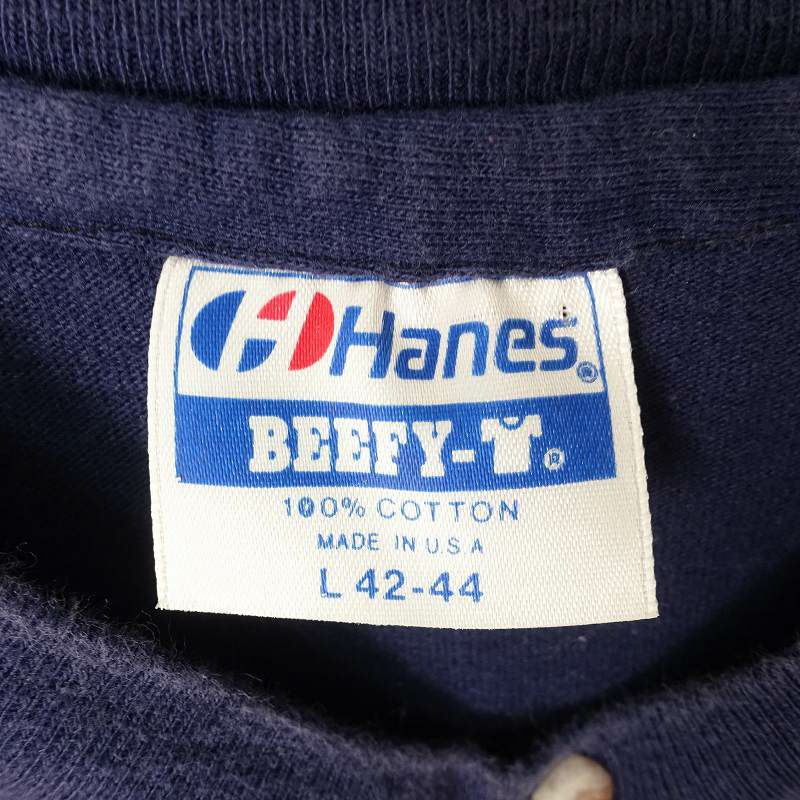 Hanes®
BEEFY-T®
100% COTTON
MADE IN U.S.A
L 42-44